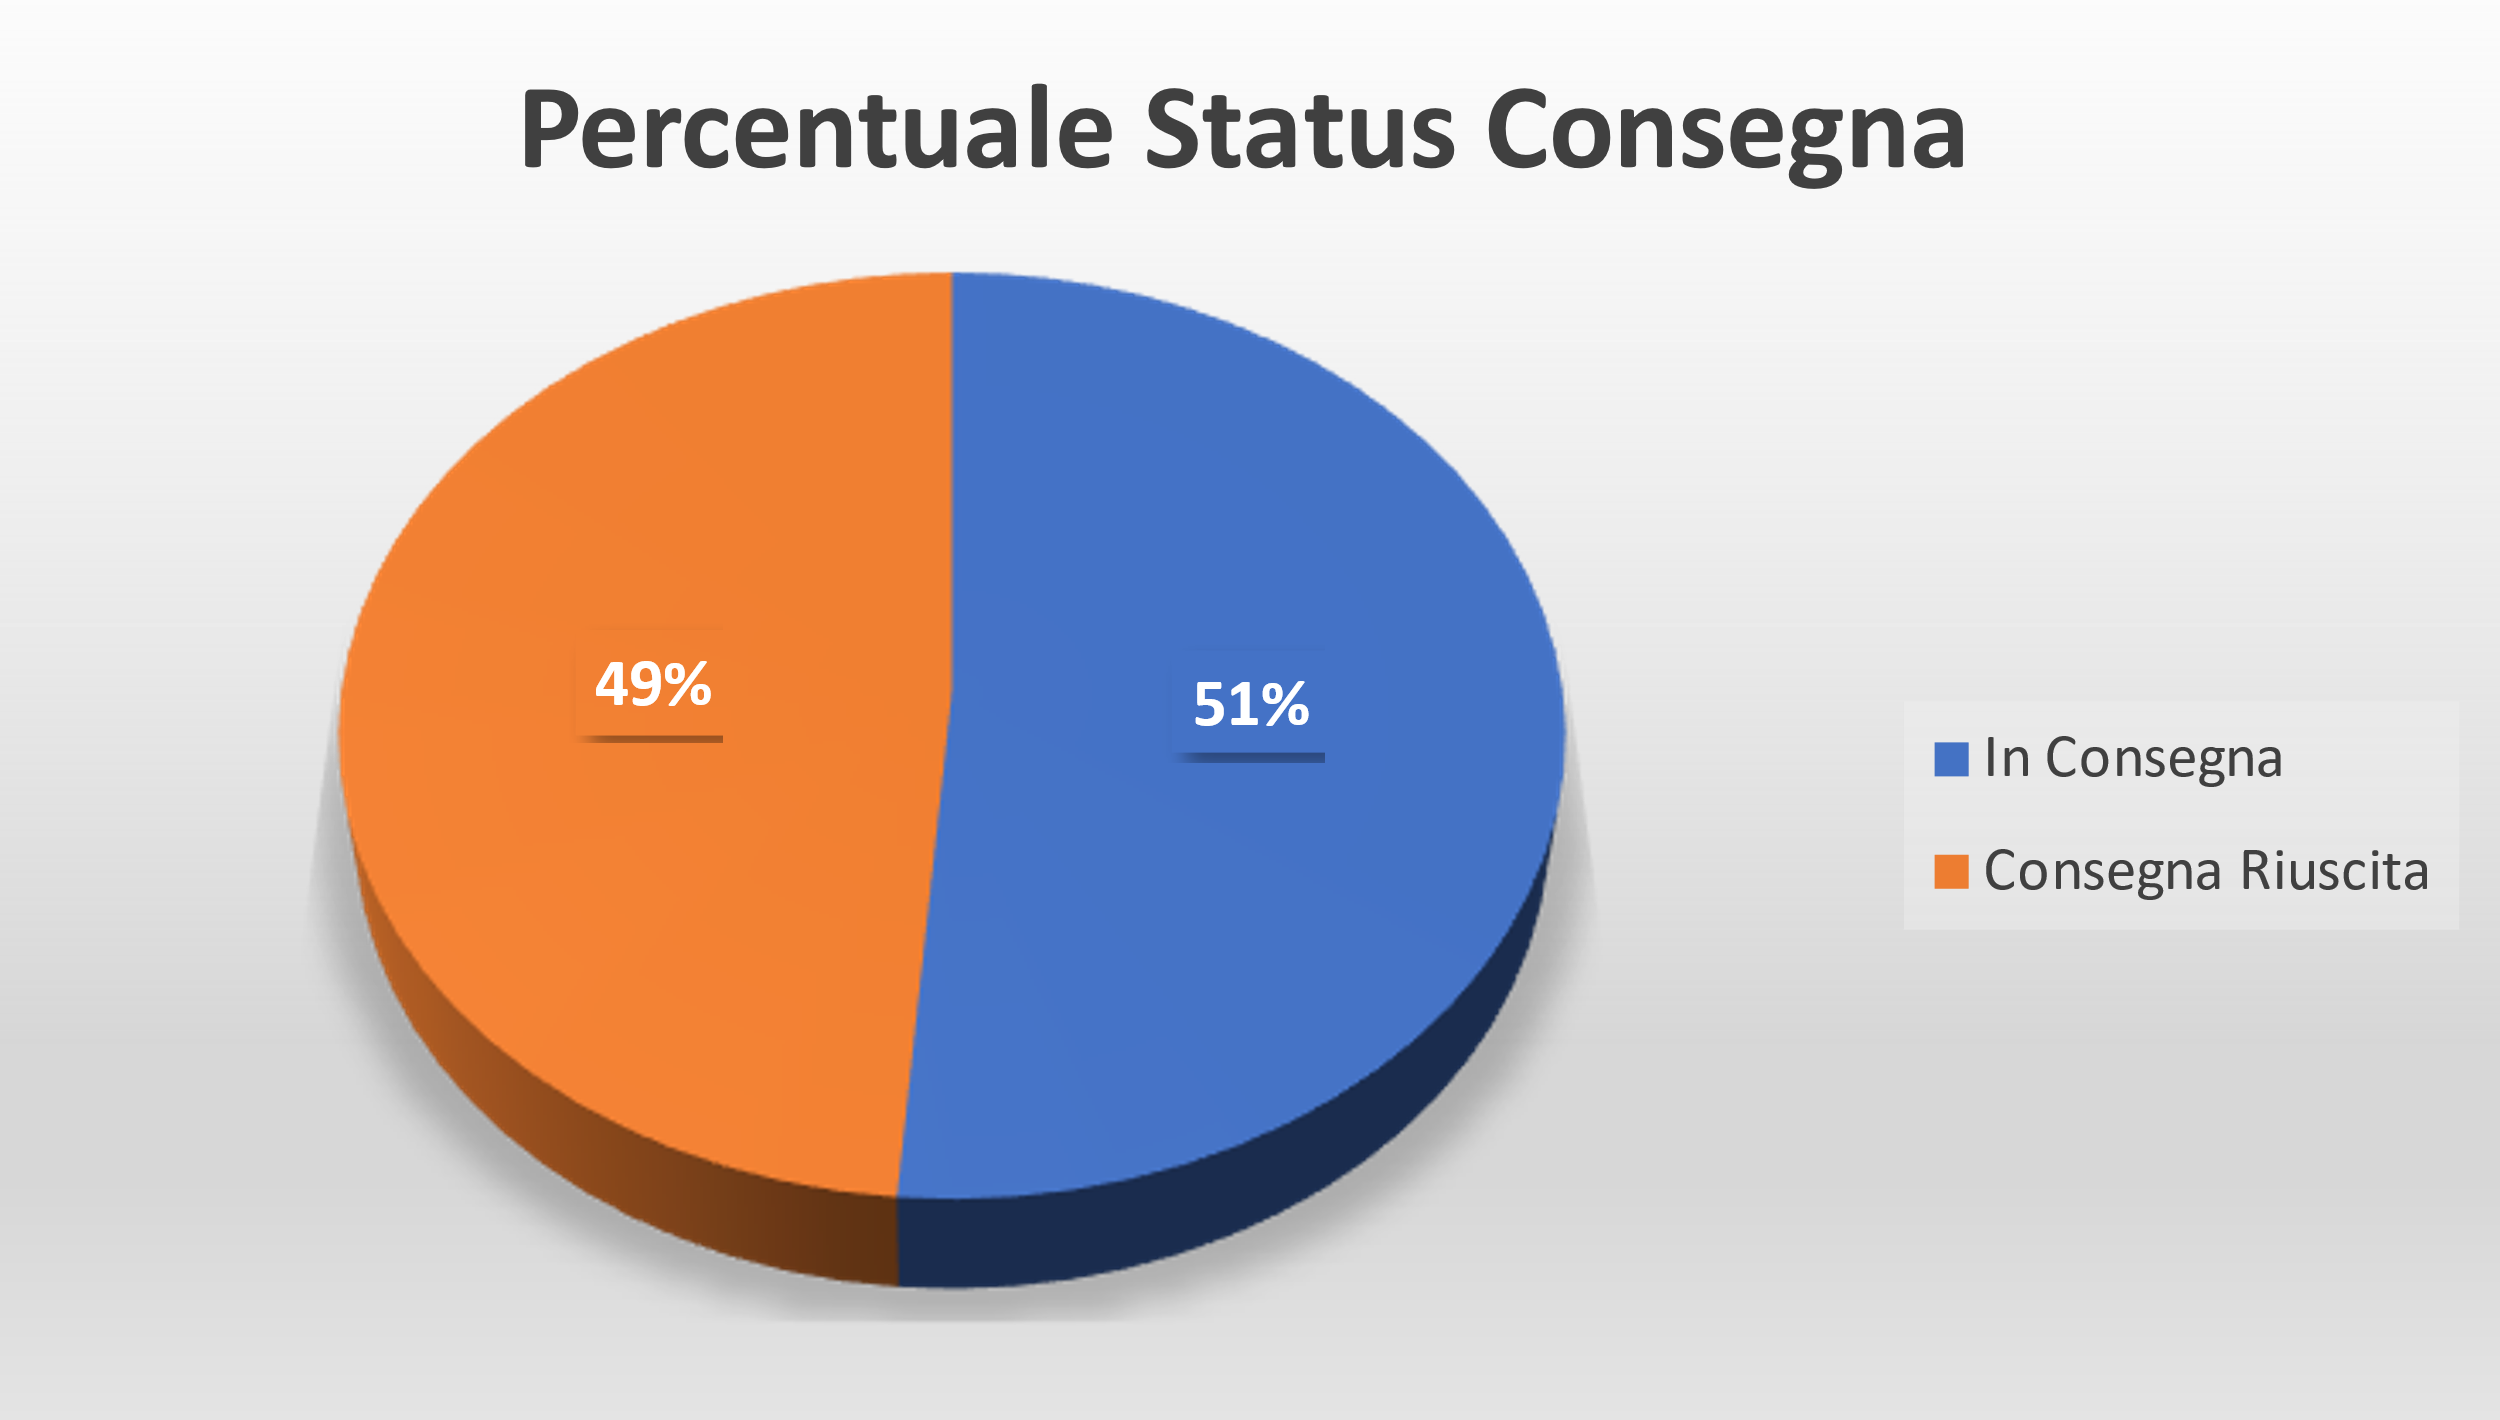 Percentuale Status Consegna
49%
51%
In Consegna
Consegna Riuscita